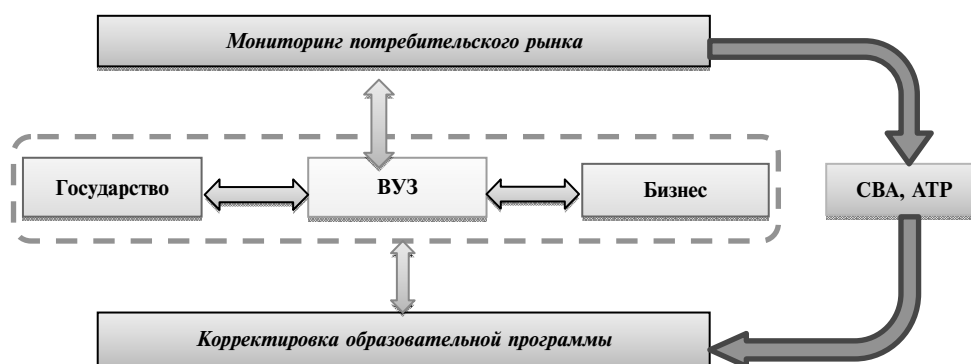 Мониторинг потребительского рынка
Государство
ВУЗ
Бизнес
СВА, АТР
Корректировка образовательной программы